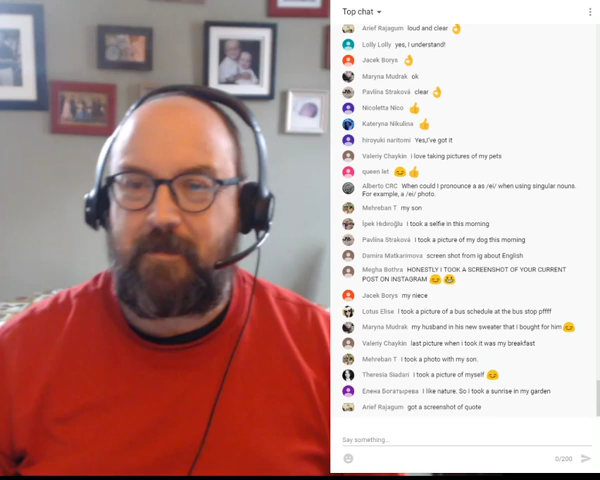 Top chat
Arief Rajagum loud and clear 👌
Lolly Lolly yes, I understand!
Jacek Borys 👌
Maryna Mudrak ok
Pavlína Straková clear 👌
Nicoletta Nico 👍
Kateryna Nikulina 👍
hiroyuki naritomi Yes,I've got it
Valeriy Chaykin I love taking pictures of my pets
queen let 😊👍
Alberto CRC When could I pronounce a as /ei/ when using singular nouns.
For example, a /ei/ photo.
Mehreban T my son
İpek Hıdıroğlu I took a selfie in this morning
Pavlína Straková I took a picture of my dog this morning
Damira Matkarimova screen shot from ig about English
Megha Bothra HONESTLY I TOOK A SCREENSHOT OF YOUR CURRENT
POST ON INSTAGRAM 😊😁
Jacek Borys my niece
Lotus Elise I took a picture of a bus schedule at the bus stop pffff
Maryna Mudrak my husband in his new sweater that I bought for him 😊
Valeriy Chaykin last picture when I took it was my breakfast
Mehreban T I took a photo with my son.
Theresia Siadari I took a picture of myself 😊
Елена Богатырева I like nature. So I took a sunrise in my garden
Arief Rajagum got a screenshot of quote
Say something...
0/200